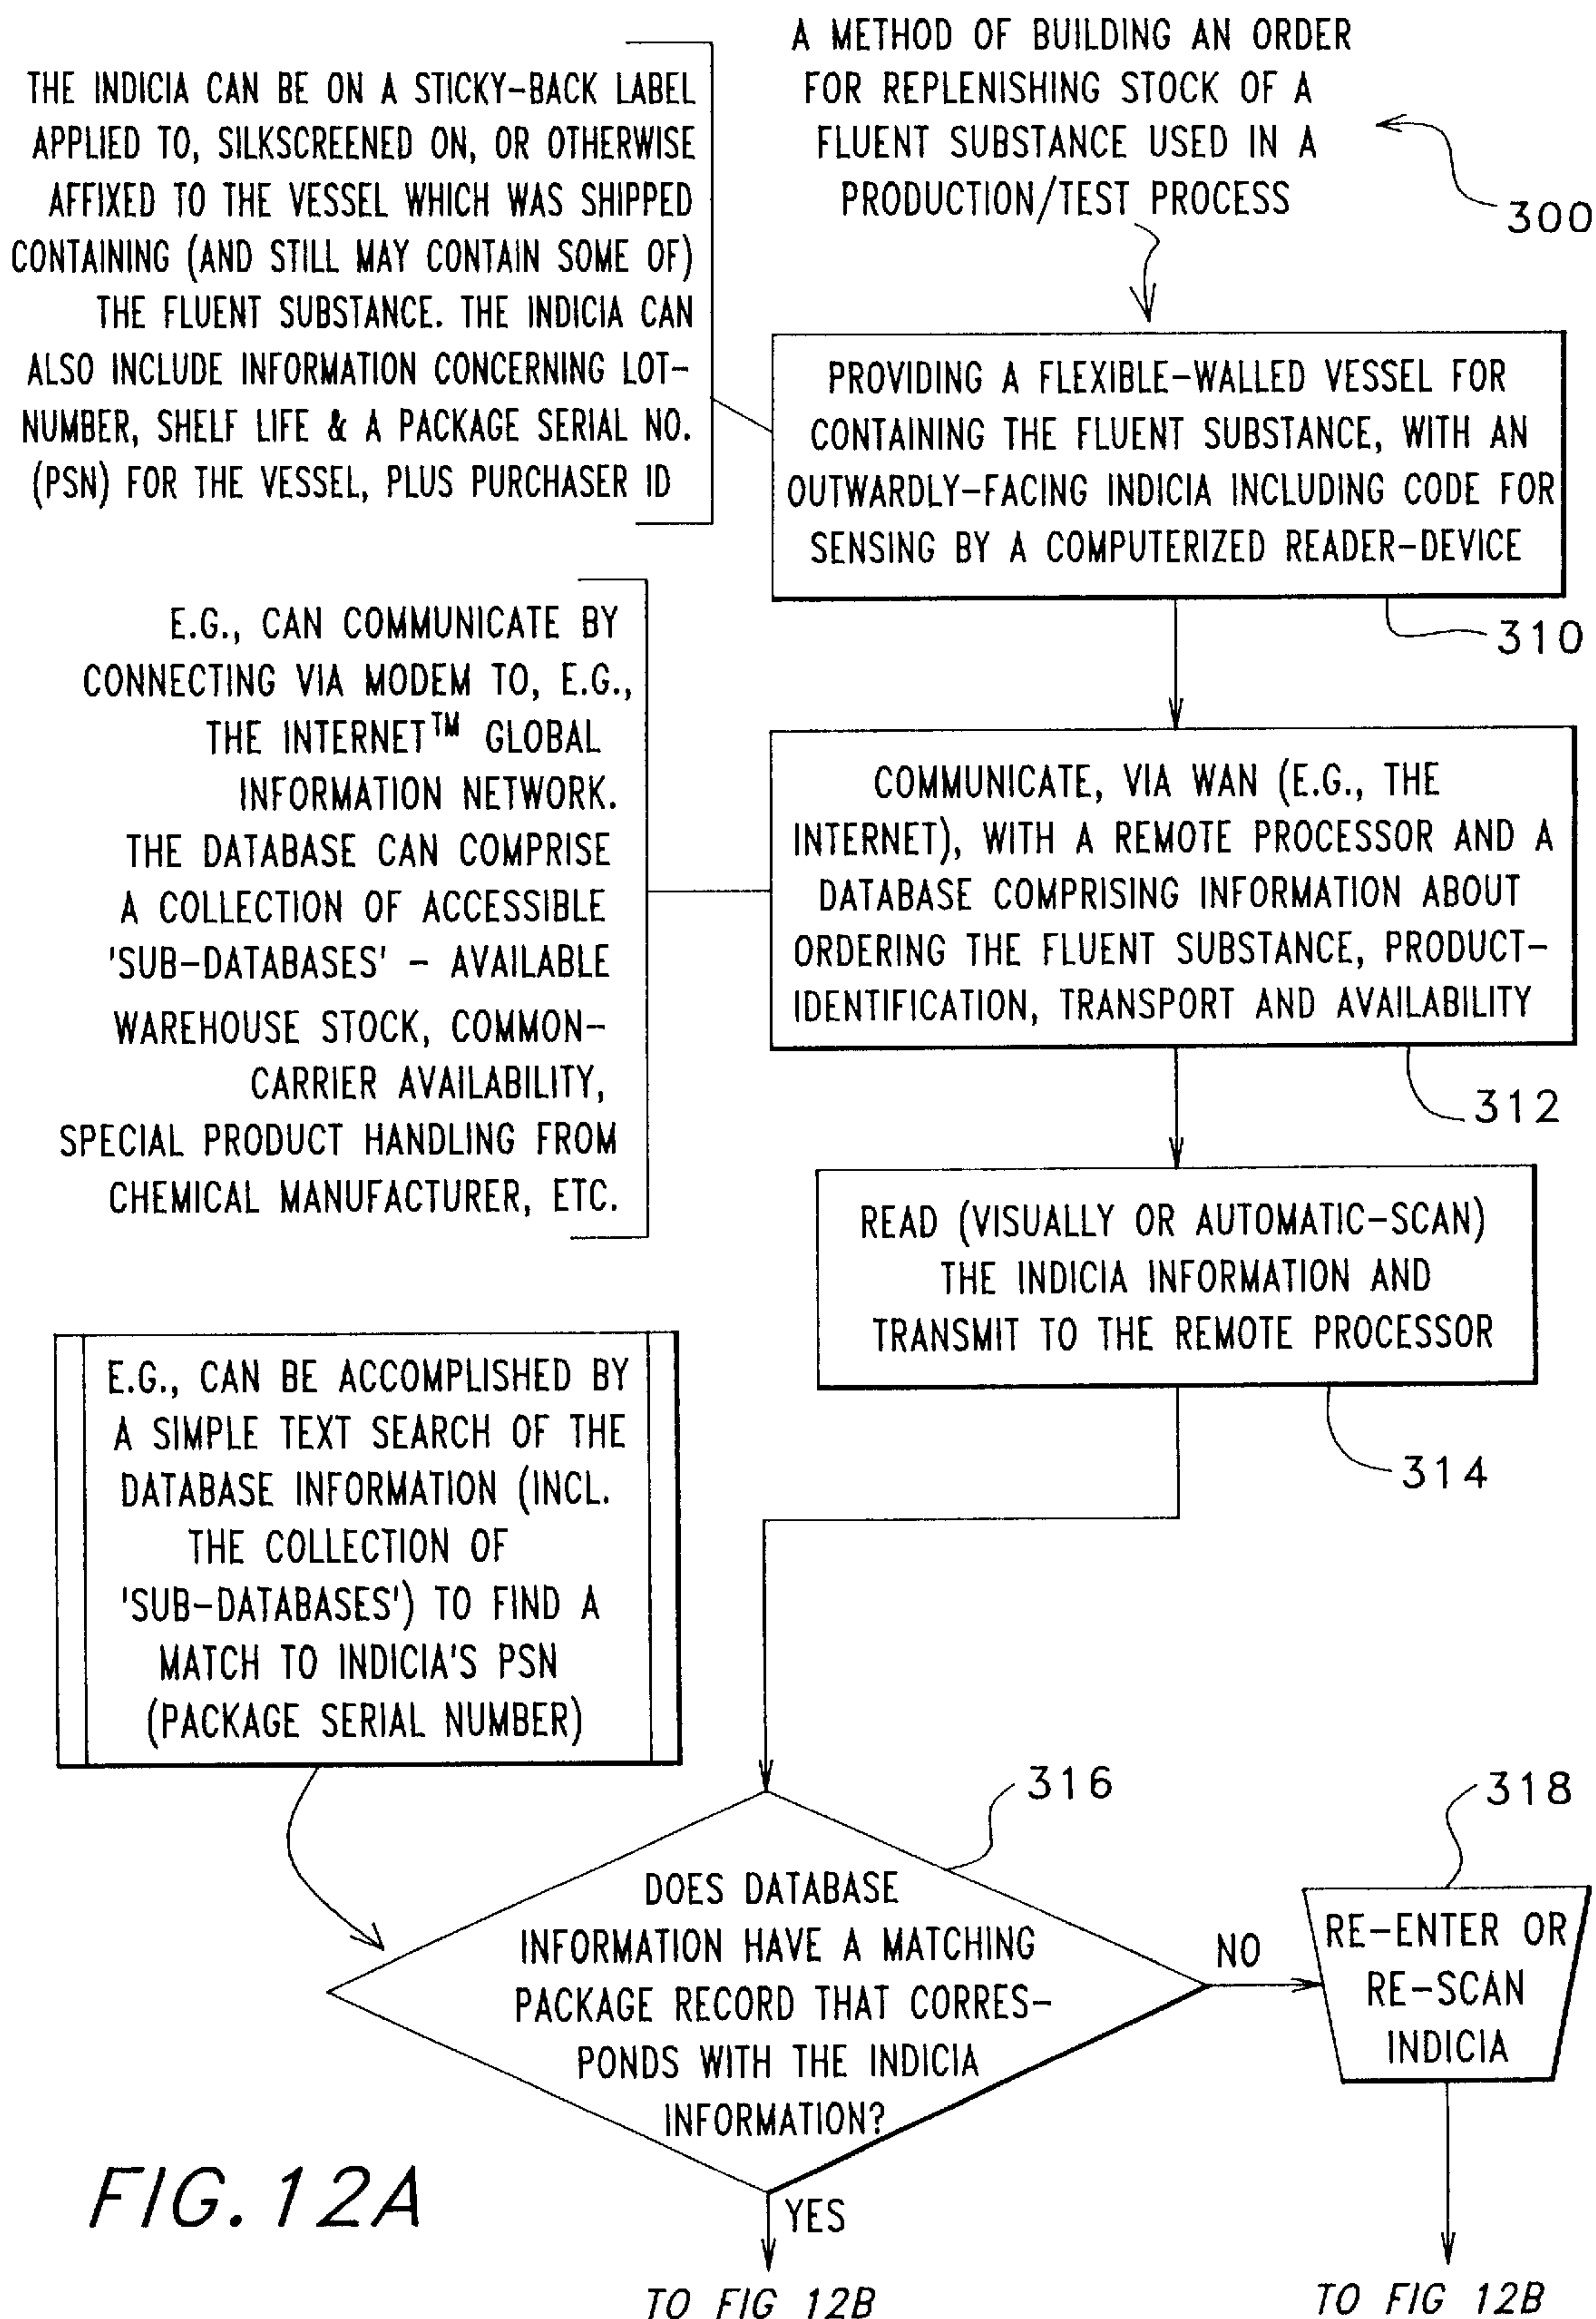 A METHOD OF BUILDING AN ORDER
FOR REPLENISHING STOCK OF A
FLUENT SUBSTANCE USED IN A
PRODUCTION/TEST PROCESS
300
THE INDICIA CAN BE ON A STICKY-BACK LABEL
APPLIED TO, SILKSCREENED ON, OR OTHERWISE
AFFIXED TO THE VESSEL WHICH WAS SHIPPED
CONTAINING (AND STILL MAY CONTAIN SOME OF)
THE FLUENT SUBSTANCE. THE INDICIA CAN
ALSO INCLUDE INFORMATION CONCERNING LOT-
NUMBER, SHELF LIFE & A PACKAGE SERIAL NO.
(PSN) FOR THE VESSEL, PLUS PURCHASER ID
PROVIDING A FLEXIBLE-WALLED VESSEL FOR
CONTAINING THE FLUENT SUBSTANCE, WITH AN
OUTWARDLY-FACING INDICIA INCLUDING CODE FOR
SENSING BY A COMPUTERIZED READER-DEVICE
310
E.G., CAN COMMUNICATE BY
CONNECTING VIA MODEM TO, E.G.,
THE INTERNET™ GLOBAL
INFORMATION NETWORK.
THE DATABASE CAN COMPRISE
A COLLECTION OF ACCESSIBLE
'SUB-DATABASES' - AVAILABLE
WAREHOUSE STOCK, COMMON-
CARRIER AVAILABILITY,
SPECIAL PRODUCT HANDLING FROM
CHEMICAL MANUFACTURER, ETC.
COMMUNICATE, VIA WAN (E.G., THE
INTERNET), WITH A REMOTE PROCESSOR AND A
DATABASE COMPRISING INFORMATION ABOUT
ORDERING THE FLUENT SUBSTANCE, PRODUCT-
IDENTIFICATION, TRANSPORT AND AVAILABILITY
312
READ (VISUALLY OR AUTOMATIC-SCAN)
THE INDICIA INFORMATION AND
TRANSMIT TO THE REMOTE PROCESSOR
314
E.G., CAN BE ACCOMPLISHED BY
A SIMPLE TEXT SEARCH OF THE
DATABASE INFORMATION (INCL.
THE COLLECTION OF
'SUB-DATABASES') TO FIND A
MATCH TO INDICIA'S PSN
(PACKAGE SERIAL NUMBER)
316
DOES DATABASE
INFORMATION HAVE A MATCHING
PACKAGE RECORD THAT CORRES-
PONDS WITH THE INDICIA
INFORMATION?
NO
318
RE-ENTER OR
RE-SCAN
INDICIA
YES
TO FIG 12B
TO FIG 12B
FIG. 12A